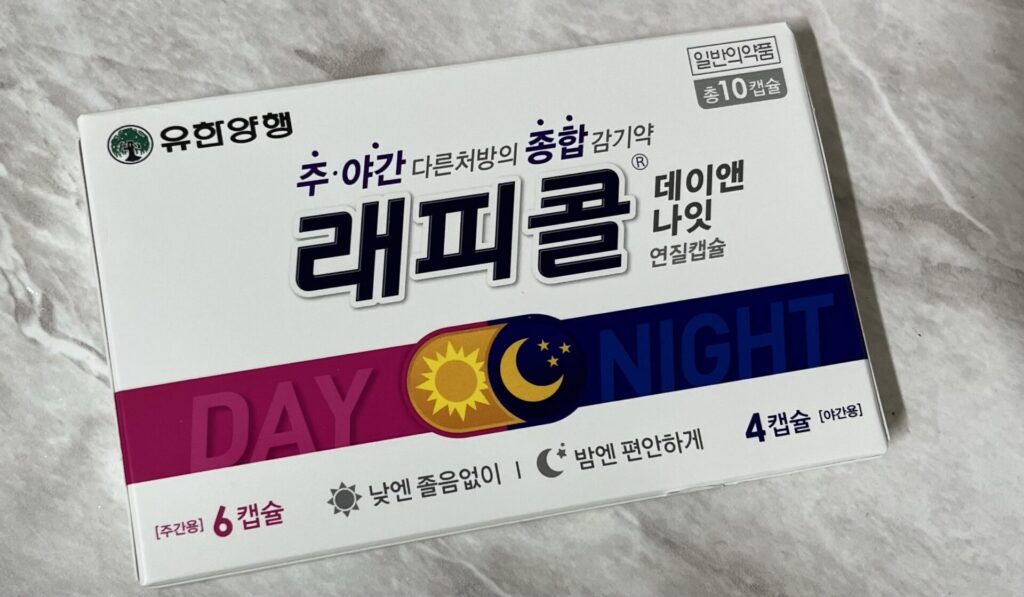 유한양행
일반의약품
총10캡슐
주·야간 다른처방의 종합감기약
래피콜®
데이앤
나잇
연질캡슐
DAY
NIGHT
[주간용] 6캡슐
낮엔 졸음없이 | 밤엔 편안하게
4캡슐 [야간용]